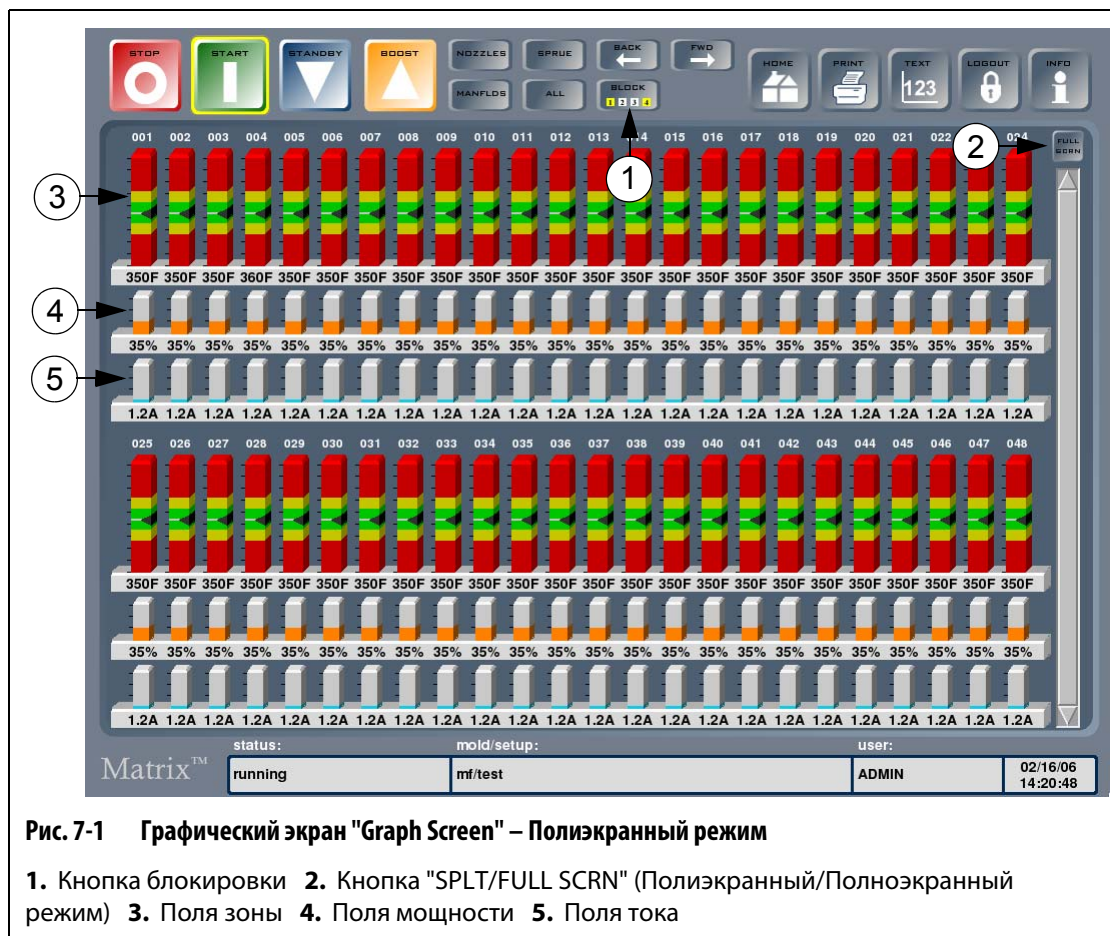 STOP START STANDBY BOOST NOZZLES SPRUE BACK FWD HOME PRINT TEXT LOGOUT INFO
MANFLDS ALL BLOCK 123
1 2 3 4
001 002 003 004 005 006 007 008 009 010 011 012 013 014 015 016 017 018 019 020 021 022 024
FULL
SCRN
2
1
3
350F 350F 350F 360F 350F 350F 350F 350F 350F 350F 350F 350F 350F 350F 350F 350F 350F 350F 350F 350F 350F 350F 350F 350F
4
35% 35% 35% 35% 35% 35% 35% 35% 35% 35% 35% 35% 35% 35% 35% 35% 35% 35% 35% 35% 35% 35% 35% 35%
5
1.2A 1.2A 1.2A 1.2A 1.2A 1.2A 1.2A 1.2A 1.2A 1.2A 1.2A 1.2A 1.2A 1.2A 1.2A 1.2A 1.2A 1.2A 1.2A 1.2A 1.2A 1.2A 1.2A 1.2A
025 026 027 028 029 030 031 032 033 034 035 036 037 038 039 040 041 042 043 044 045 046 047 048
350F 350F 350F 350F 350F 350F 350F 350F 350F 350F 350F 350F 350F 350F 350F 350F 350F 350F 350F 350F 350F 350F 350F 350F
35% 35% 35% 35% 35% 35% 35% 35% 35% 35% 35% 35% 35% 35% 35% 35% 35% 35% 35% 35% 35% 35% 35% 35%
1.2A 1.2A 1.2A 1.2A 1.2A 1.2A 1.2A 1.2A 1.2A 1.2A 1.2A 1.2A 1.2A 1.2A 1.2A 1.2A 1.2A 1.2A 1.2A 1.2A 1.2A 1.2A 1.2A 1.2A
status: mold/setup: user:
Matrix™ running mf/test ADMIN 02/16/06
14:20:48
Рис. 7-1 Графический экран "Graph Screen" – Полиэкранный режим
1. Кнопка блокировки 2. Кнопка "SPLT/FULL SCRN" (Полиэкранный/Полноэкранный
режим) 3. Поля зоны 4. Поля мощности 5. Поля тока